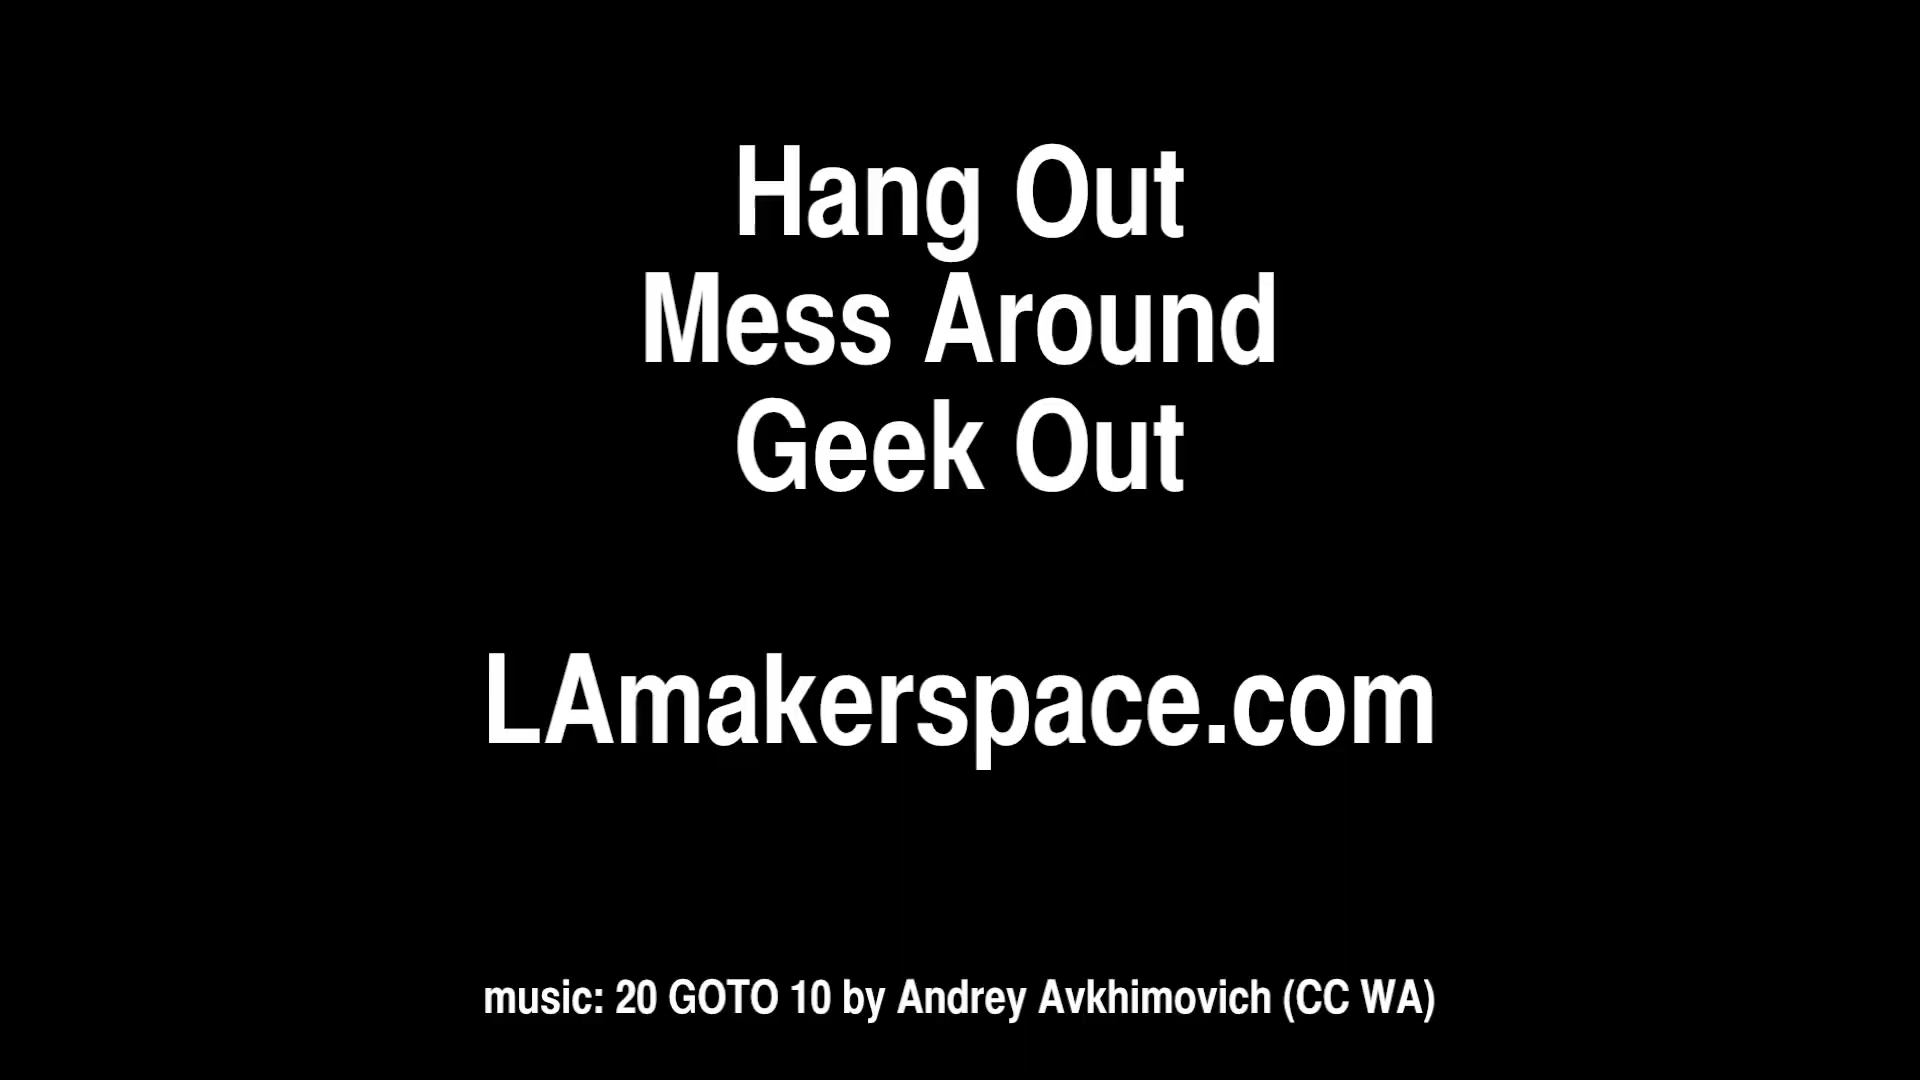 Hang Out
Mess Around
Geek Out
LAmakerspace.com
music: 20 GOTO 10 by Andrey Avkhimovich (CC WA)